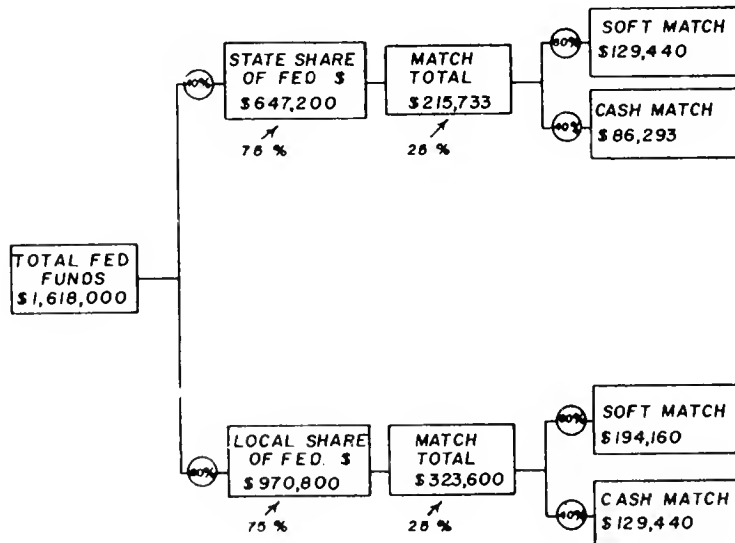 40%
STATE SHARE
OF FED $
$647,200
75 %
MATCH
TOTAL
$215,733
25 %
60%
SOFT MATCH
$129,440
40%
CASH MATCH
$86,293
TOTAL FED
FUNDS
$1,618,000
60%
LOCAL SHARE
OF FED. $
$970,800
75 %
MATCH
TOTAL
$323,600
25 %
60%
SOFT MATCH
$194,160
40%
CASH MATCH
$129,440